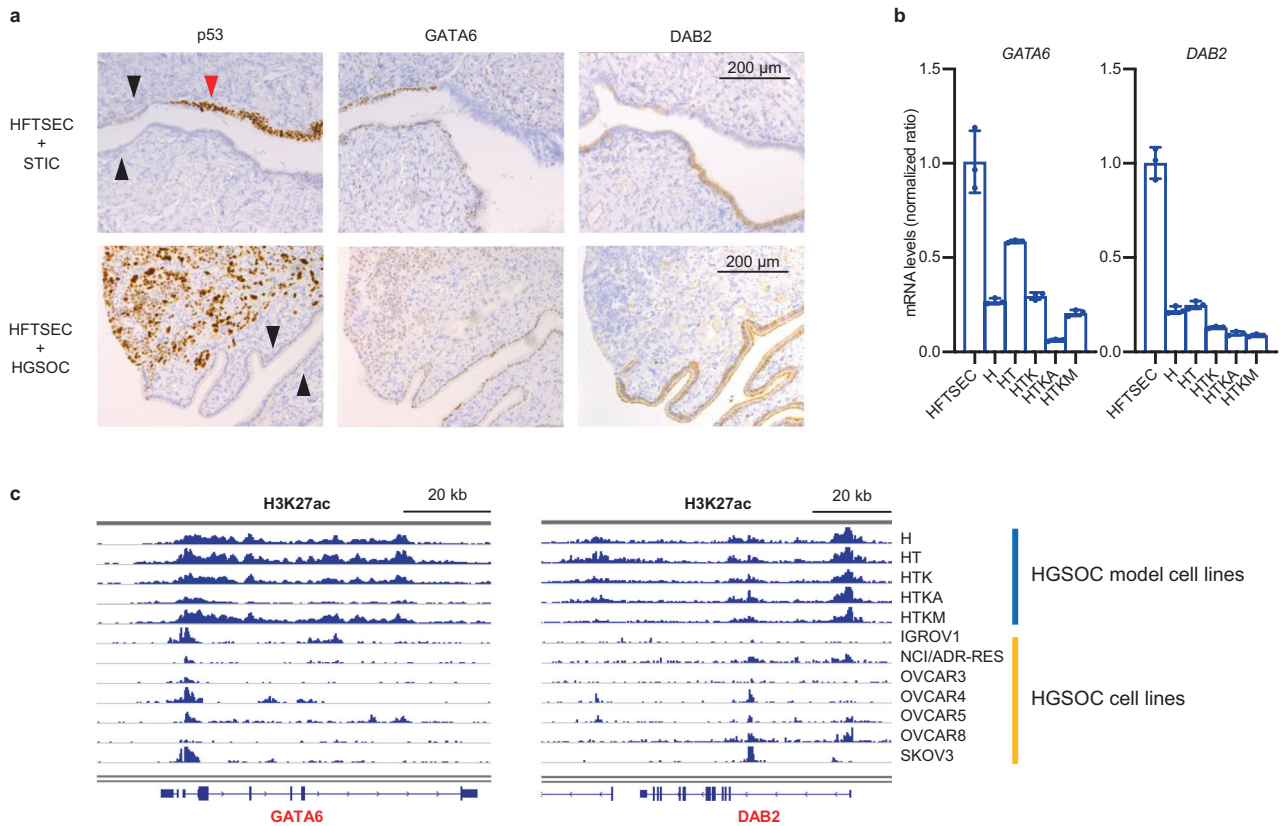 a
p53
GATA6
DAB2
200 µm
HFTSEC
+
STIC
200 µm
HFTSEC
+
HGSOC
b
GATA6
DAB2
mRNA levels (normalized ratio)
1.5
1.0
0.5
0.0
HFTSEC
H
HT
HTK
HTKA
HTKM
1.5
1.0
0.5
0.0
HFTSEC
H
HT
HTK
HTKA
HTKM
c
H3K27ac
20 kb
H3K27ac
20 kb
H
HT
HTK
HTKA
HTKM
IGROV1
NCI/ADR-RES
OVCAR3
OVCAR4
OVCAR5
OVCAR8
SKOV3
HGSOC model cell lines
HGSOC cell lines
GATA6
DAB2